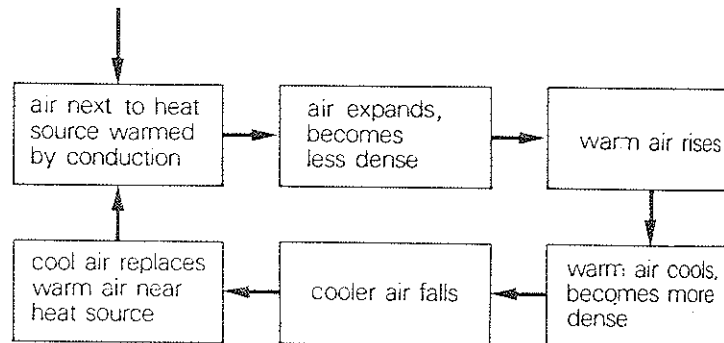 air next to heat
source warmed
by conduction
air expands,
becomes
less dense
warm air rises
warm air cools,
becomes more
dense
cooler air falls
cool air replaces
warm air near
heat source